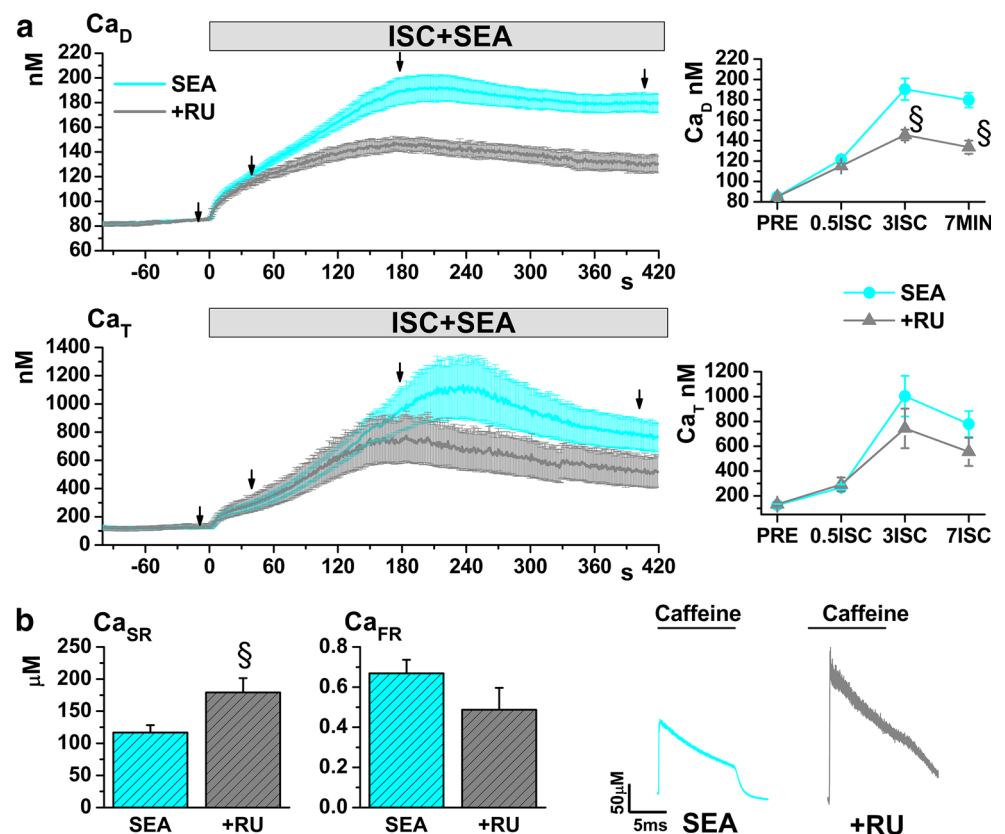 a
Ca_D
ISC+SEA
nM
220
200
180
160
140
120
100
80
60
SEA
+RU
-60 0 60 120 180 240 300 360 420
s
Ca_D nM
220
200
180
160
140
120
100
80
§
§
PRE 0.5ISC 3ISC 7MIN
SEA
+RU
Ca_T
ISC+SEA
nM
1400
1200
1000
800
600
400
200
0
-60 0 60 120 180 240 300 360 420
s
Ca_T nM
1000
800
600
400
200
PRE 0.5ISC 3ISC 7ISC
b
Ca_SR
µM
250
200
150
100
50
0
§
SEA +RU
Ca_FR
0.8
0.6
0.4
0.2
0.0
SEA +RU
Caffeine
Caffeine
50µM
5ms
SEA
+RU